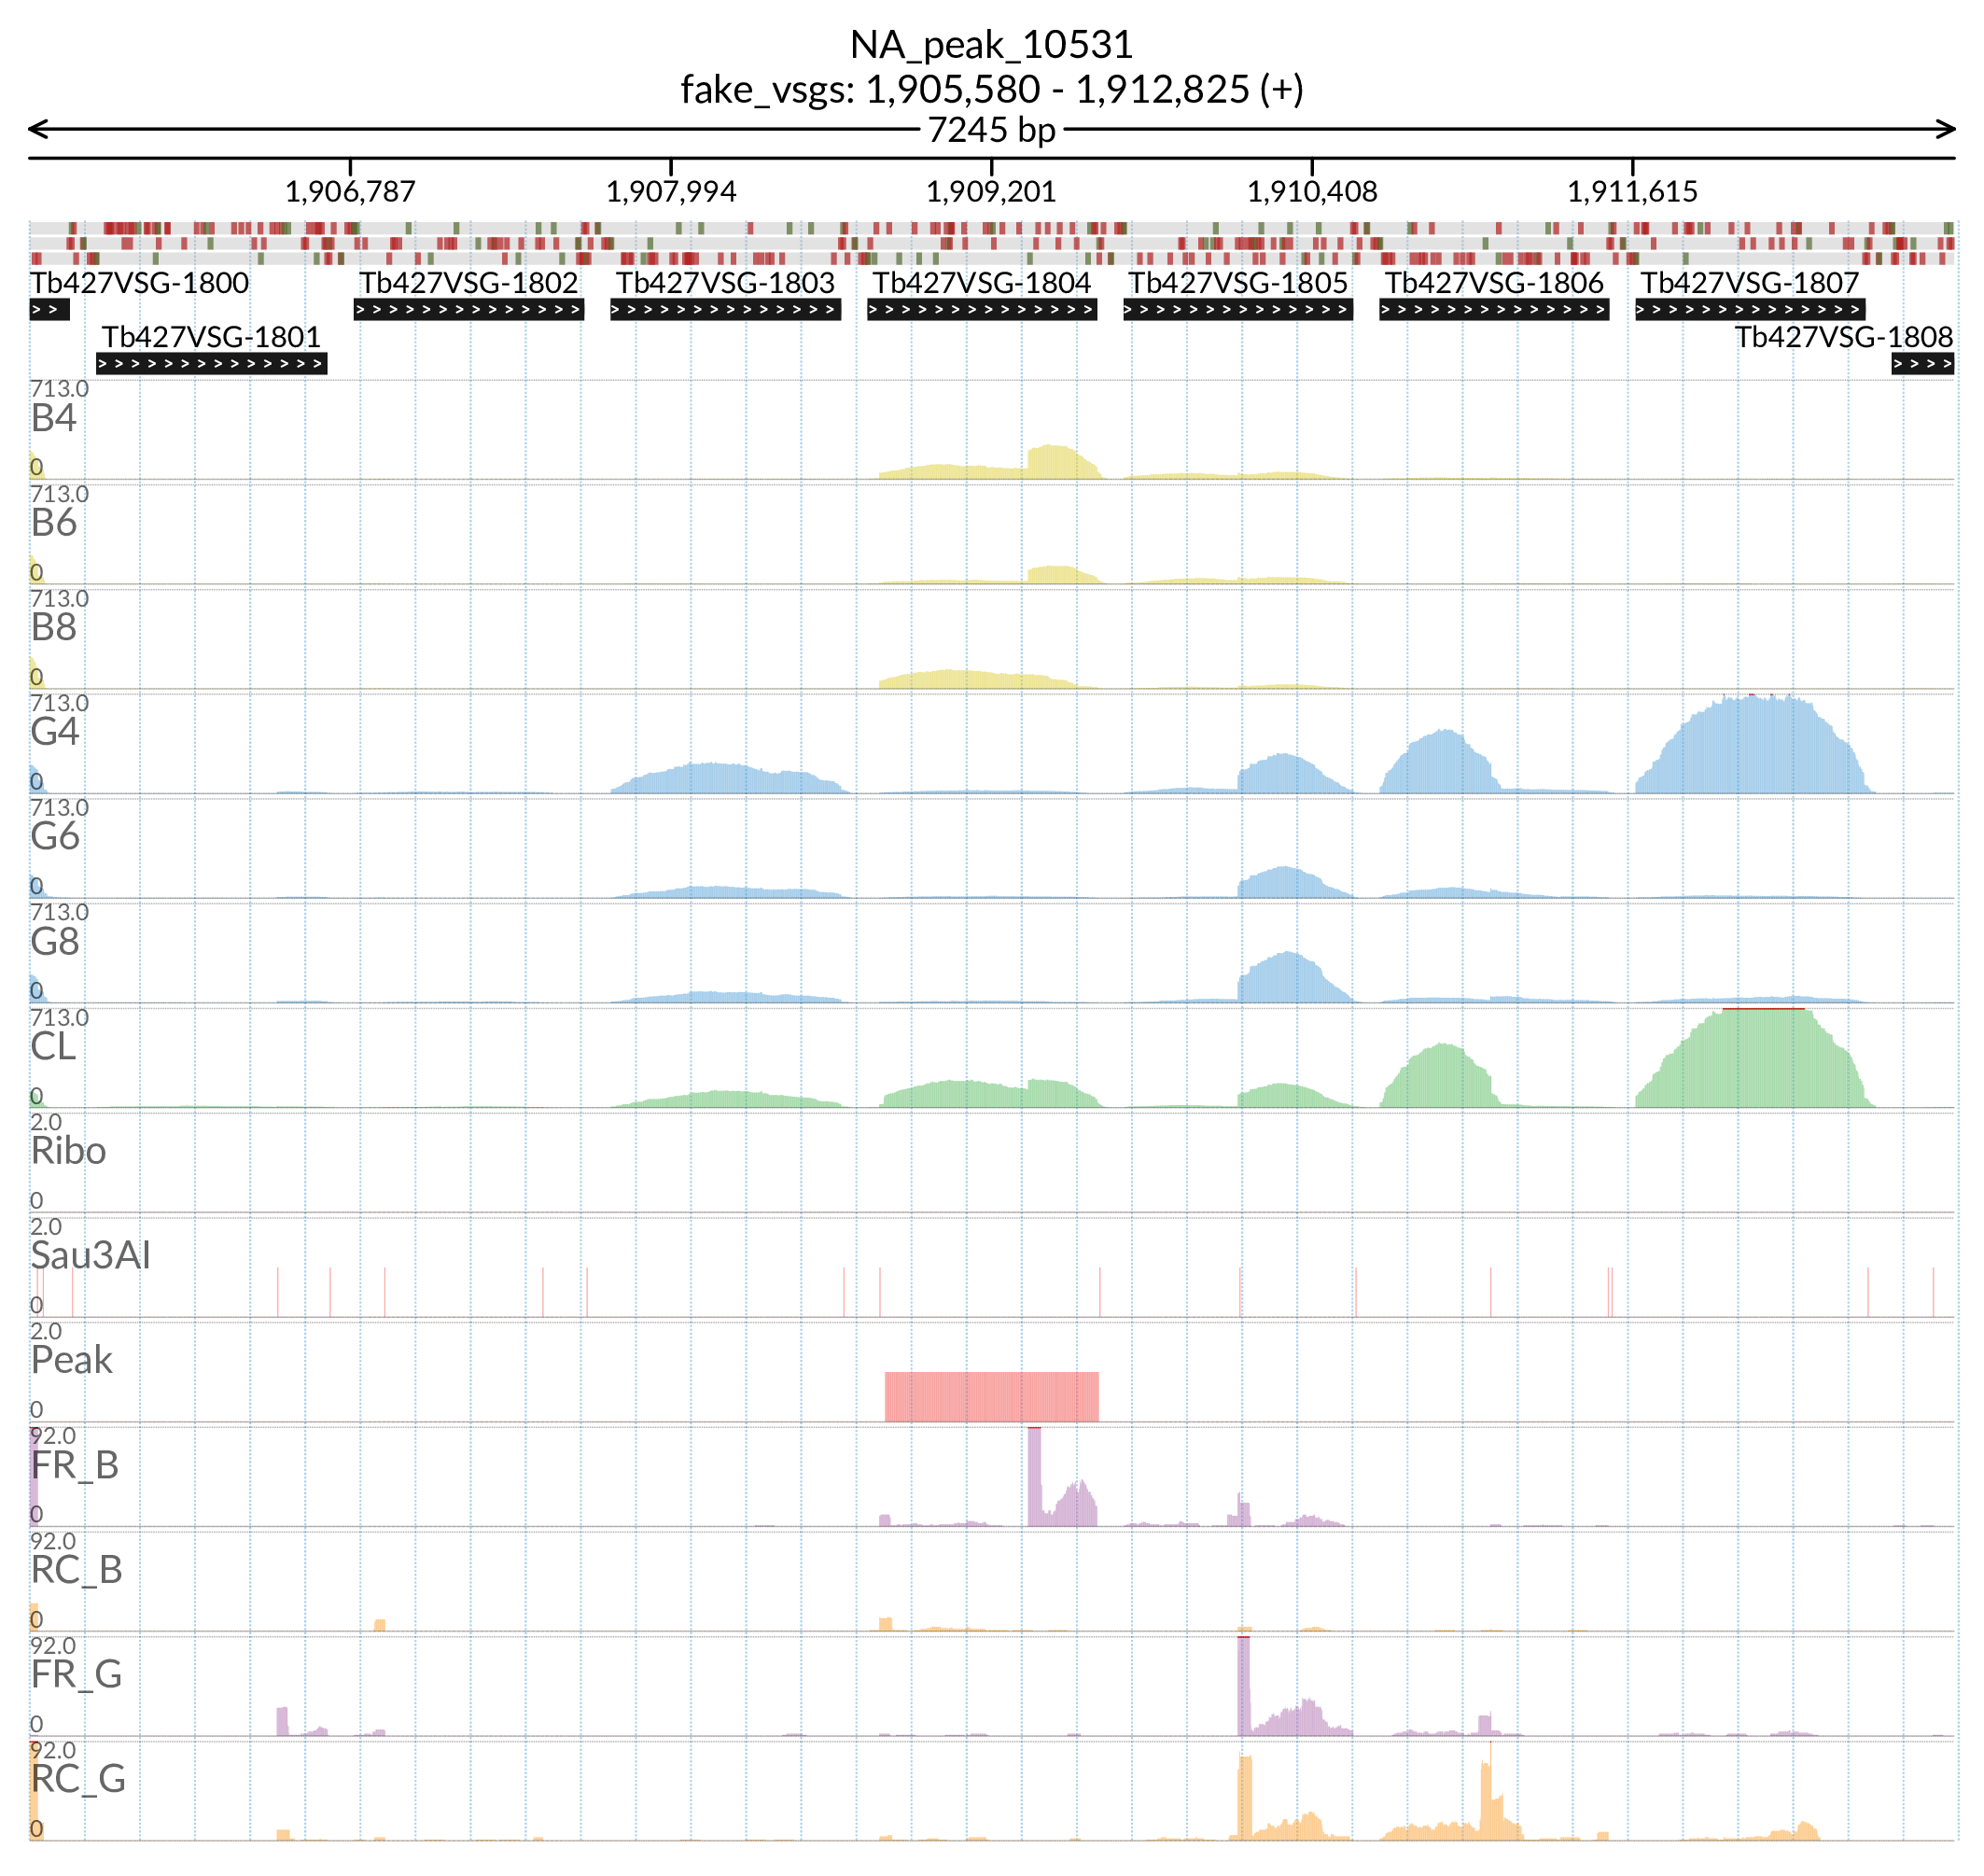 NA_peak_10531
fake_vsgs: 1,905,580 - 1,912,825 (+)
7245 bp
1,906,787 1,907,994 1,909,201 1,910,408 1,911,615
Tb427VSG-1800 Tb427VSG-1802 Tb427VSG-1803 Tb427VSG-1804 Tb427VSG-1805 Tb427VSG-1806 Tb427VSG-1807
Tb427VSG-1801 Tb427VSG-1808
713.0
B4
0
713.0
B6
0
713.0
B8
0
713.0
G4
0
713.0
G6
0
713.0
G8
0
713.0
CL
0
2.0
Ribo
0
2.0
Sau3AI
0
2.0
Peak
0
92.0
FR_B
0
92.0
RC_B
0
92.0
FR_G
0
92.0
RC_G
0